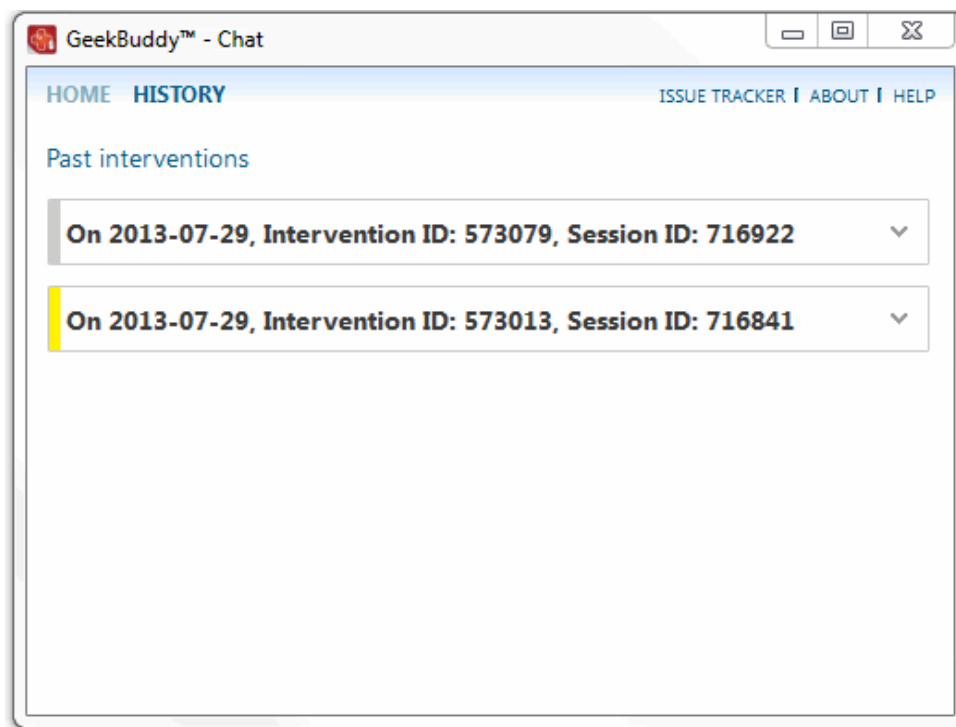 GeekBuddy™ - Chat
HOME HISTORY ISSUE TRACKER | ABOUT | HELP
Past interventions
On 2013-07-29, Intervention ID: 573079, Session ID: 716922
On 2013-07-29, Intervention ID: 573013, Session ID: 716841